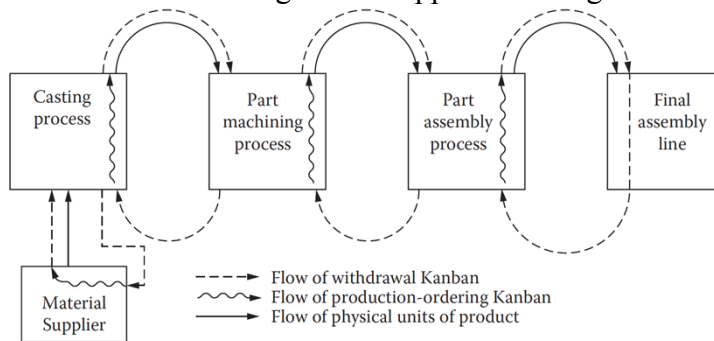 Casting
process
Part
machining
process
Part
assembly
process
Final
assembly
line
Material
Supplier
Flow of withdrawal Kanban
Flow of production-ordering Kanban
Flow of physical units of product